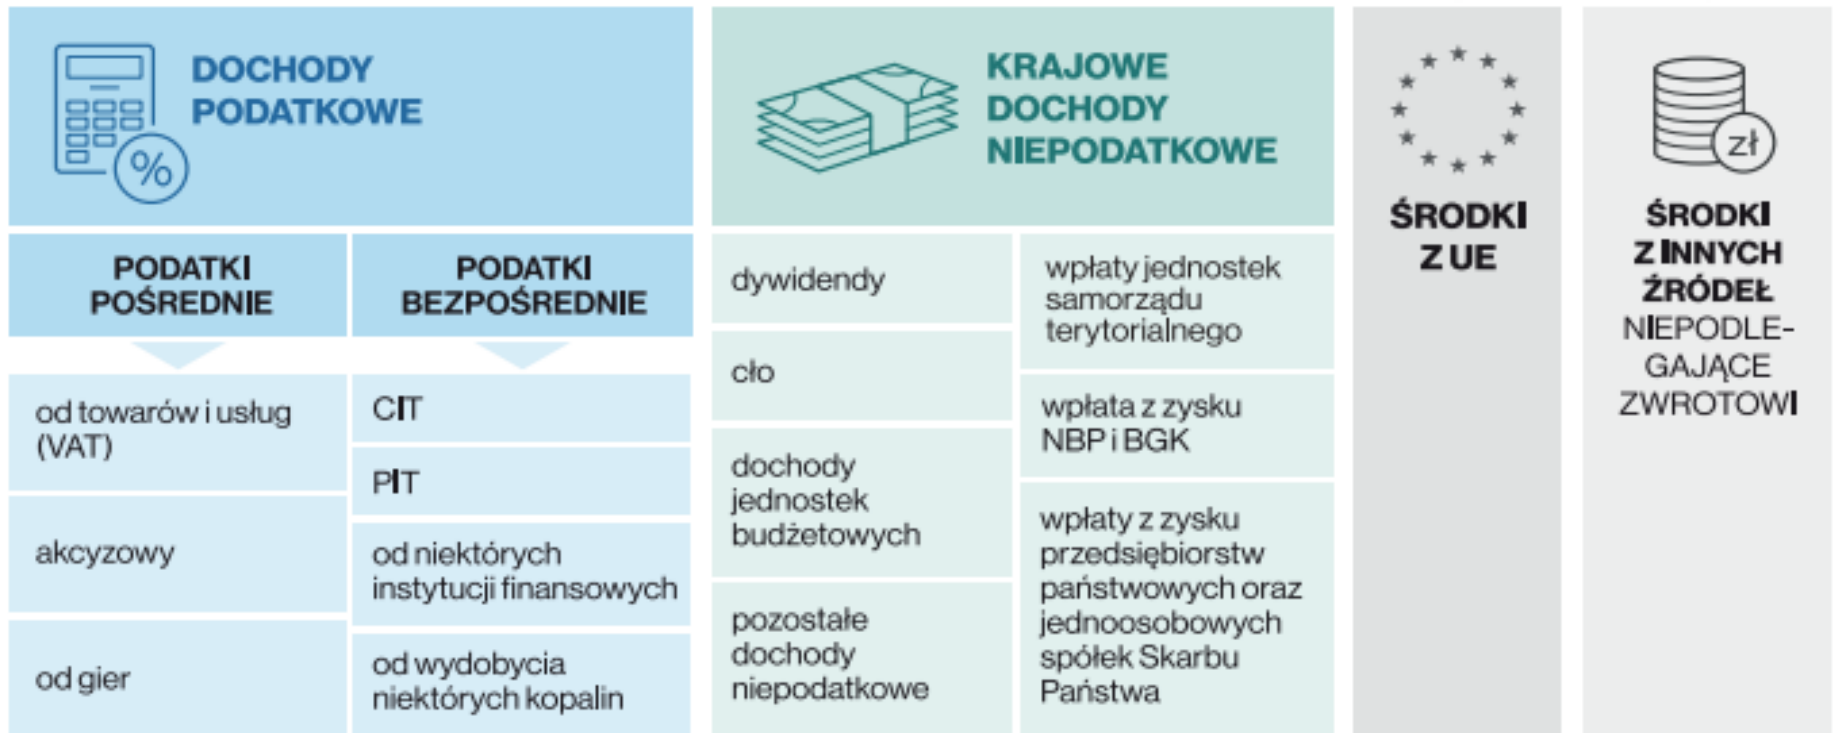 DOCHODY
PODATKOWE
%
PODATKI
POŚREDNIE
od towarów i usług
(VAT)
akcyzowy
od gier
PODATKI
BEZPOŚREDNIE
CIT
PIT
od niektórych
instytucji finansowych
od wydobycia
niektórych kopalin
KRAJOWE
DOCHODY
NIEPODATKOWE
dywidendy
cło
dochody
jednostek
budżetowych
pozostałe
dochody
niepodatkowe
wpłaty jednostek
samorządu
terytorialnego
wpłata z zysku
NBP i BGK
wpłaty z zysku
przedsiębiorstw
państwowych oraz
jednoosobowych
spółek Skarbu
Państwa
ŚRODKI
Z UE
zł
ŚRODKI
Z INNYCH
ŹRÓDEŁ
NIEPODLE-
GAJĄCE
ZWROTOWI